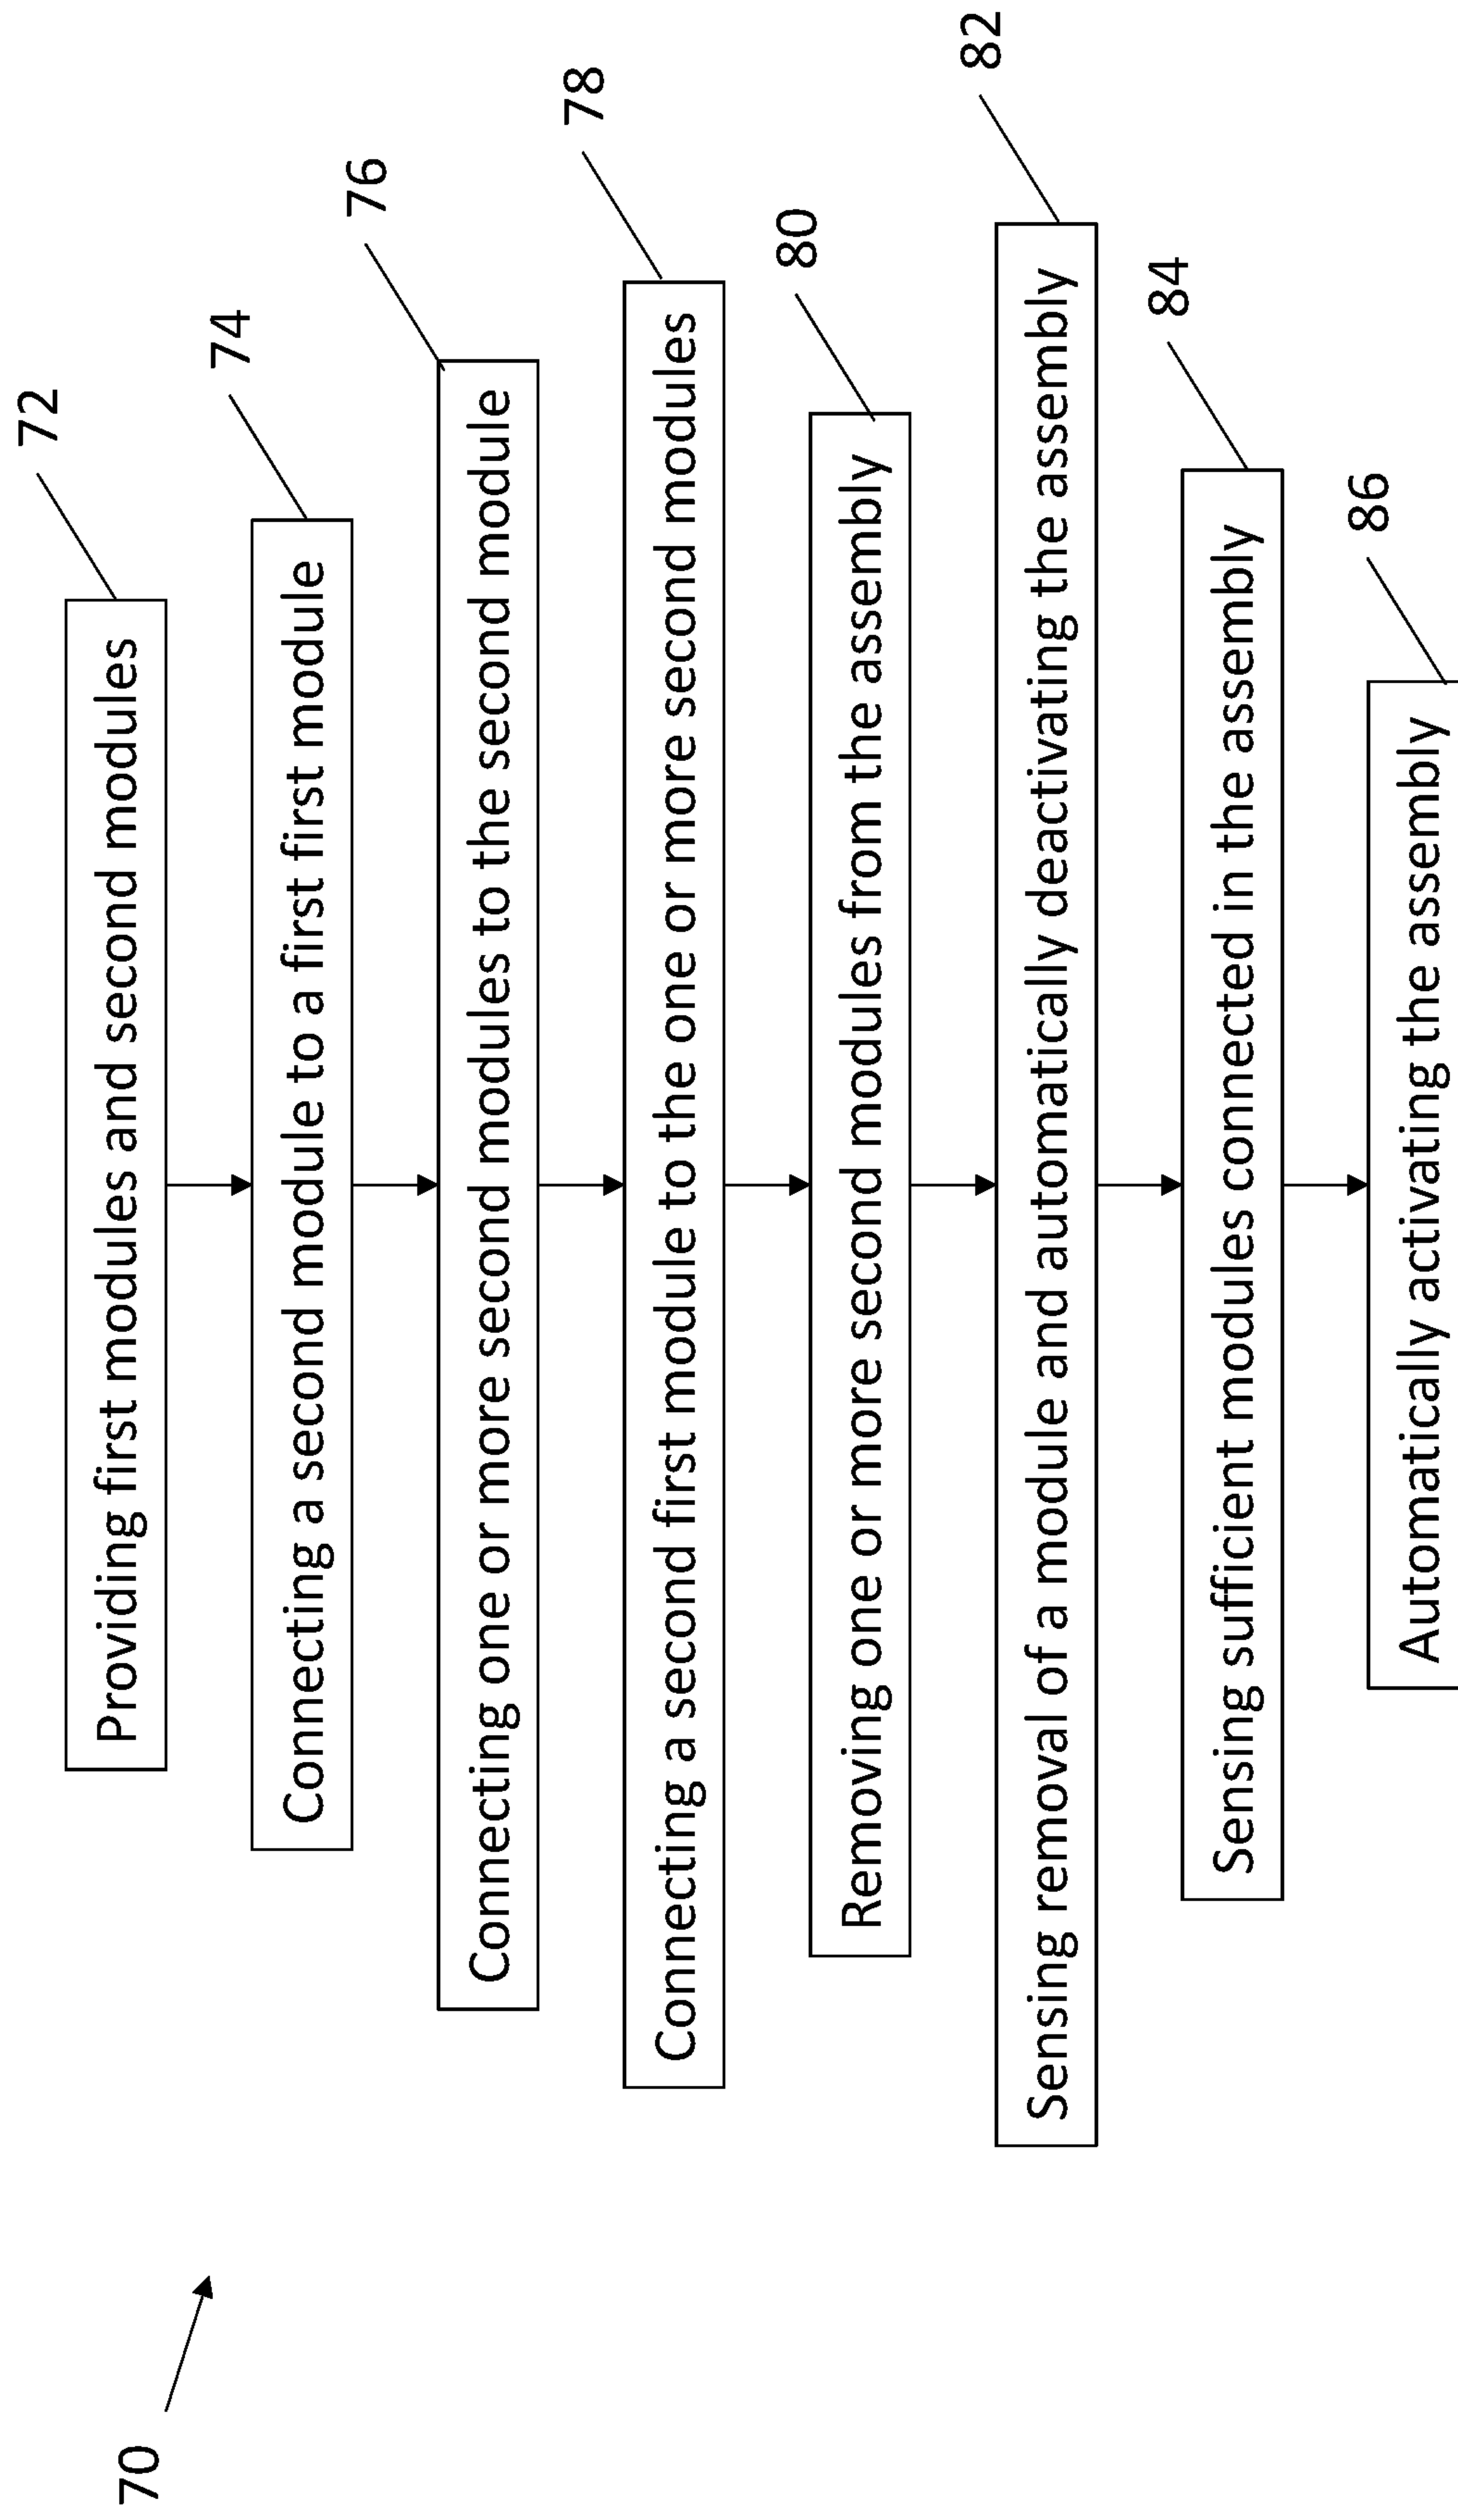 70
72
Providing first modules and second modules
74
Connecting a second module to a first first module
76
Connecting one or more second modules to the second module
78
Connecting a second first module to the one or more second modules
80
Removing one or more second modules from the assembly
82
Sensing removal of a module and automatically deactivating the assembly
84
Sensing sufficient modules connected in the assembly
86
Automatically activating the assembly